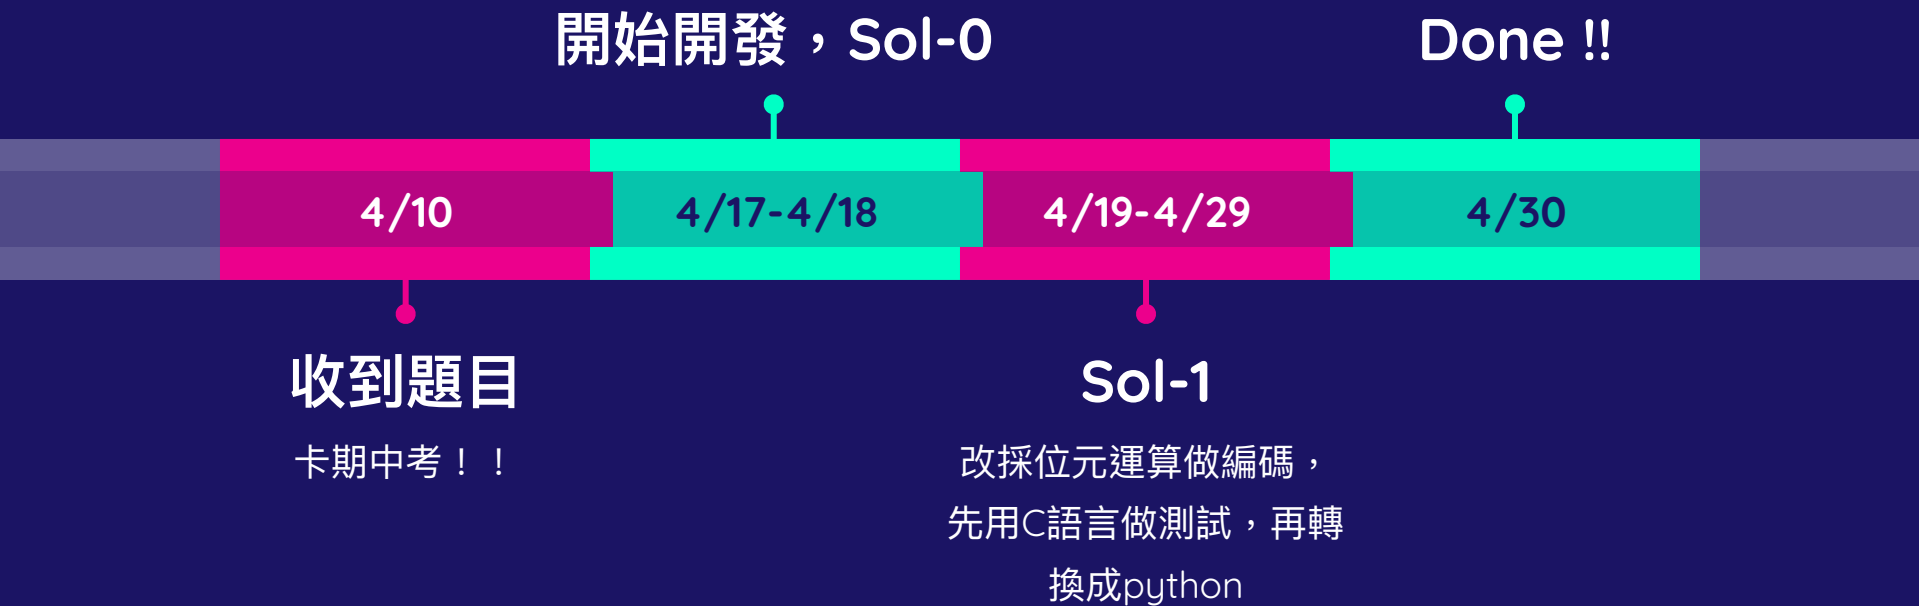 開始開發，Sol-0
Done !!
4/10
4/17-4/18
4/19-4/29
4/30
收到題目
卡期中考！！
Sol-1
改採位元運算做編碼，
先用C語言做測試，再轉
換成python